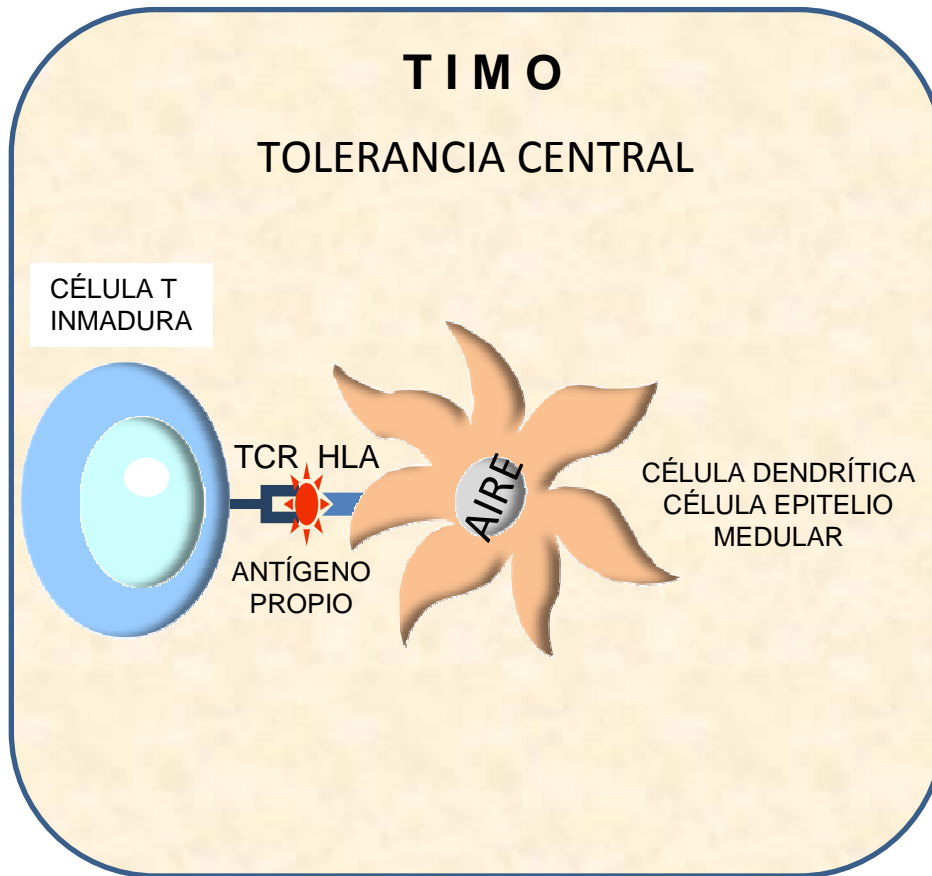 T I M O
TOLERANCIA CENTRAL
CÉLULA T
INMADURA
TCR HLA
ANTÍGENO
PROPIO
AIRE
CÉLULA DENDRÍTICA
CÉLULA EPITELIO
MEDULAR